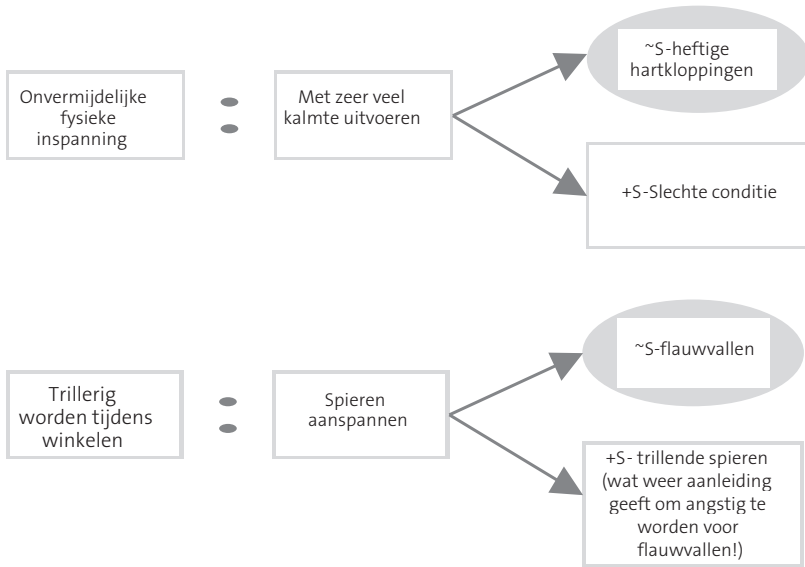 ~S-heftige
hartkloppingen
Onvermijdelijke
fysieke
inspanning
Met zeer veel
kalmte uitvoeren
+S-Slechte conditie
~S-flauwvallen
Trillerig
worden tijdens
winkelen
Spieren
aanspannen
+S- trillende spieren
(wat weer aanleiding
geeft om angstig te
worden voor
flauwvallen!)